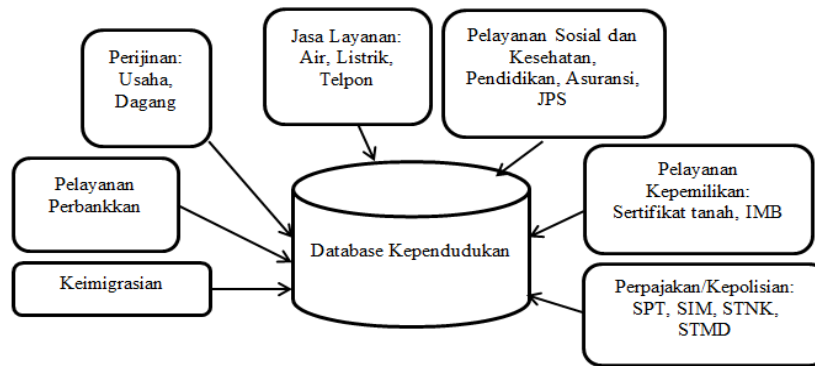 Perijinan:
Usaha,
Dagang
Jasa Layanan:
Air, Listrik,
Telpon
Pelayanan Sosial dan
Kesehatan,
Pendidikan, Asuransi,
JPS
Pelayanan
Perbankkan
Keimigrasian
Database Kependudukan
Pelayanan
Kepemilikan:
Sertifikat tanah, IMB
Perpajakan/Kepolisian:
SPT, SIM, STNK,
STMD